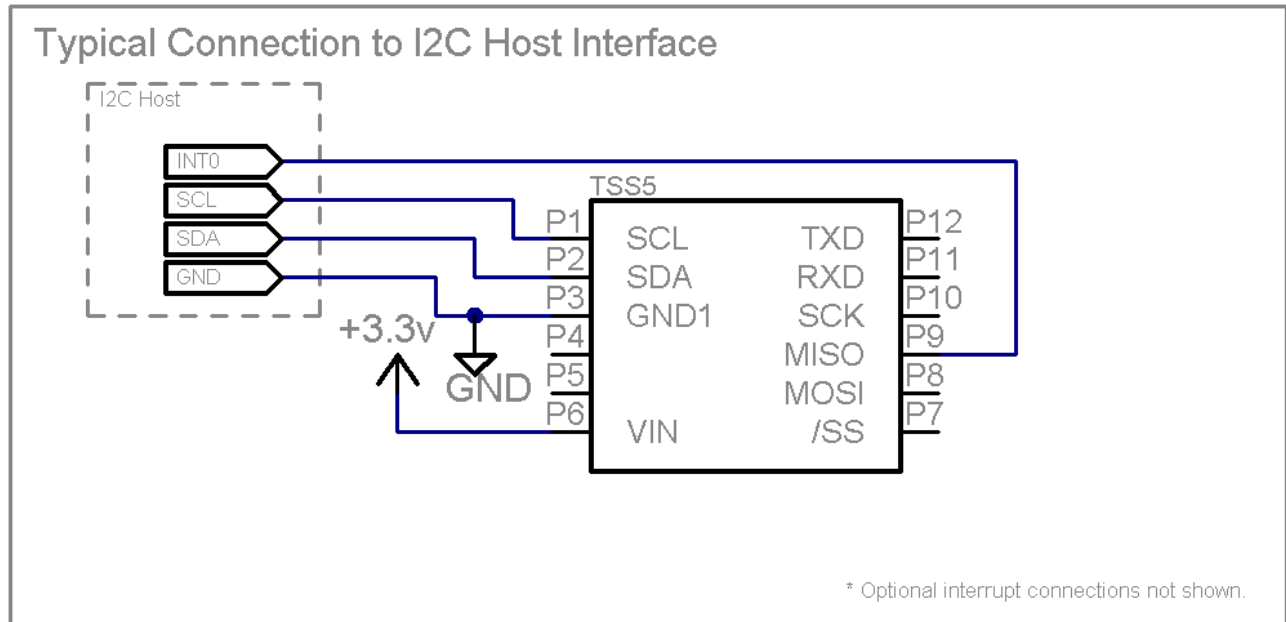 Typical Connection to I2C Host Interface
I2C Host
INT0
SCL
SDA
GND
TSS5
P1 SCL TXD P12
P2 SDA RXD P11
P3 GND1 SCK P10
P4 MISO P9
P5 MOSI P8
P6 VIN /SS P7
+3.3v
GND
* Optional interrupt connections not shown.